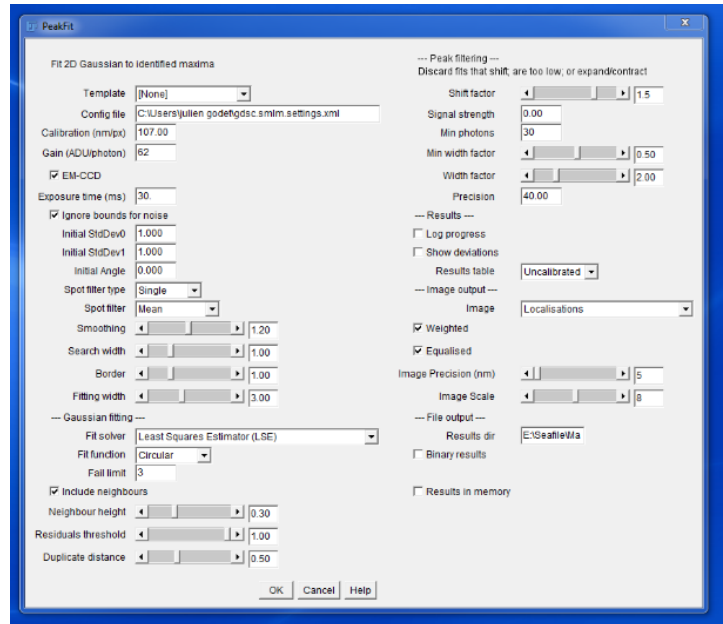 PeakFit
x
Fit 2D Gaussian to identified maxima
Template [None]
Config file C:\Users\julien godet\gdsc.smlm.settings.xml
Calibration (nm/px) 107.00
Gain (ADU/photon) 62
EM-CCD
Exposure time (ms) 30.
Ignore bounds for noise
Initial StdDev0 1.000
Initial StdDev1 1.000
Initial Angle 0.000
Spot filter type Single
Spot filter Mean
Smoothing 1.20
Search width 1.00
Border 1.00
Fitting width 3.00
--- Gaussian fitting ---
Fit solver Least Squares Estimator (LSE)
Fit function Circular
Fail limit 3
Include neighbours
Neighbour height 0.30
Residuals threshold 1.00
Duplicate distance 0.50
--- Peak filtering ---
Discard fits that shift; are too low; or expand/contract
Shift factor 1.5
Signal strength 0.00
Min photons 30
Min width factor 0.50
Width factor 2.00
Precision 40.00
--- Results ---
Log progress
Show deviations
Results table Uncalibrated
--- Image output ---
Image Localisations
Weighted
Equalised
Image Precision (nm) 5
Image Scale 8
--- File output ---
Results dir E:\Seafile\Ma
Binary results
Results in memory
OK Cancel Help